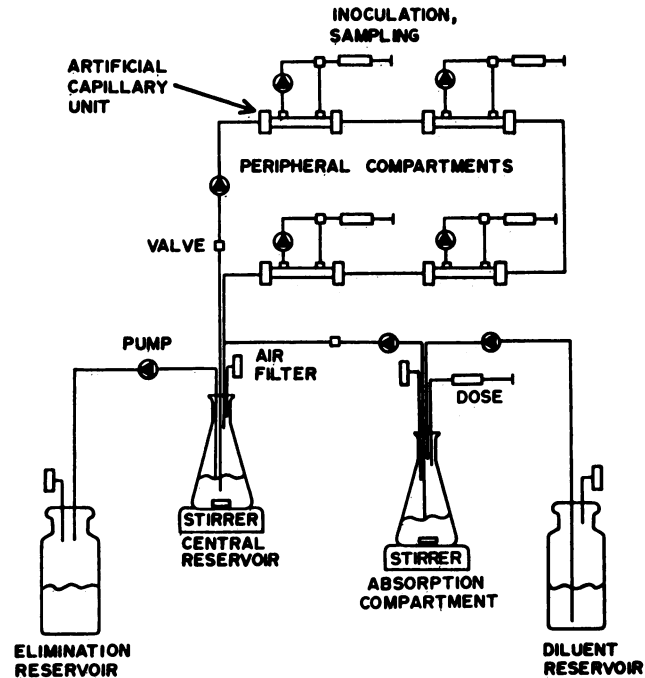 INOCULATION,
SAMPLING
ARTIFICIAL
CAPILLARY
UNIT
PERIPHERAL COMPARTMENTS
VALVE
PUMP
AIR
FILTER
DOSE
STIRRER
CENTRAL
RESERVOIR
STIRRER
ABSORPTION
COMPARTMENT
ELIMINATION
RESERVOIR
DILUENT
RESERVOIR